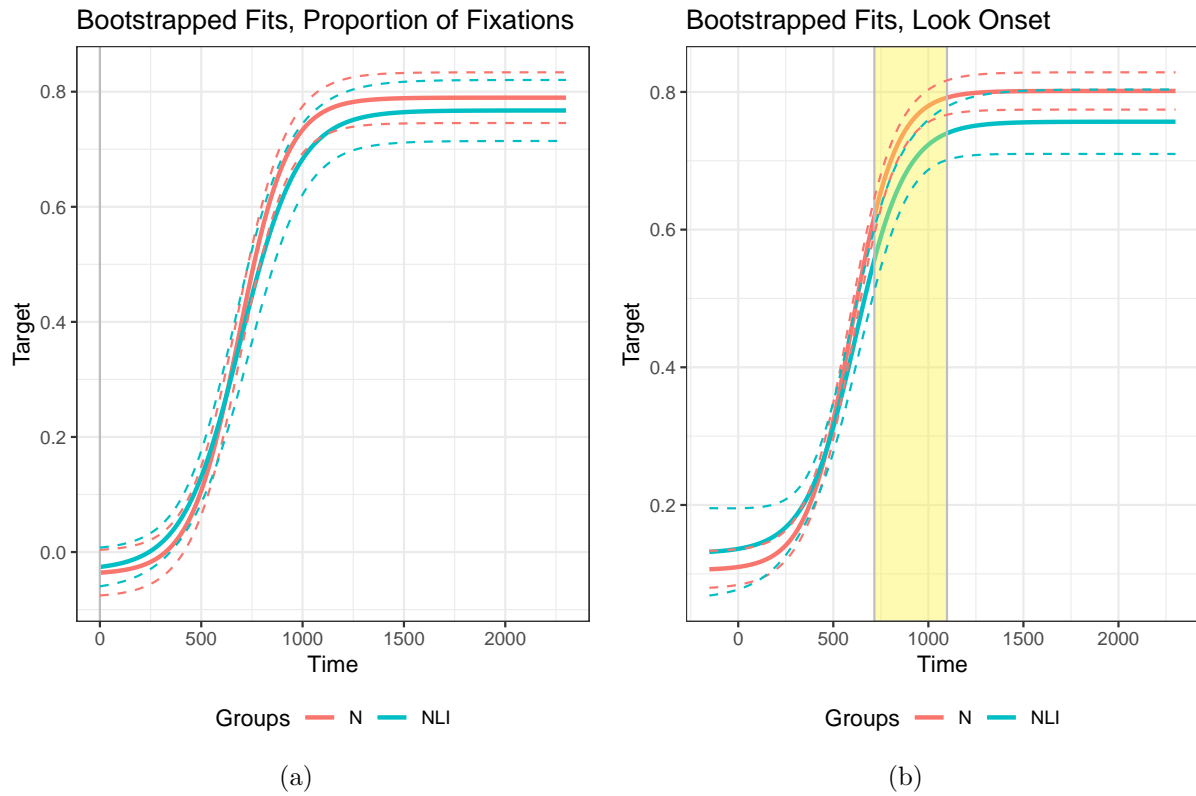 Bootstrapped Fits, Proportion of Fixations
Target
0.8
0.6
0.4
0.2
0.0
0 500 1000 1500 2000
Time
Groups N NLI
(a)
Bootstrapped Fits, Look Onset
Target
0.8
0.6
0.4
0.2
0 500 1000 1500 2000
Time
Groups N NLI
(b)